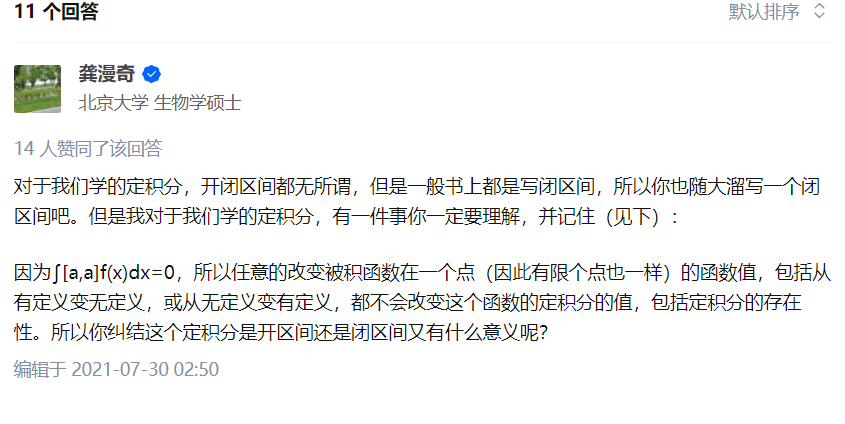 11 个回答
默认排序
龚漫奇
北京大学 生物学硕士
14 人赞同了该回答
对于我们学的定积分，开闭区间都无所谓，但是一般书上都是写闭区间，所以你也随大溜写一个闭
区间吧。但是我对于我们学的定积分，有一件事你一定要理解，并记住（见下）：
因为∫[a,a]f(x)dx=0，所以任意的改变被积函数在一个点（因此有限个点也一样）的函数值，包括从
有定义变无定义，或从无定义变有定义，都不会改变这个函数的定积分的值，包括定积分的存在
性。所以你纠结这个定积分是开区间还是闭区间又有什么意义呢？
编辑于 2021-07-30 02:50